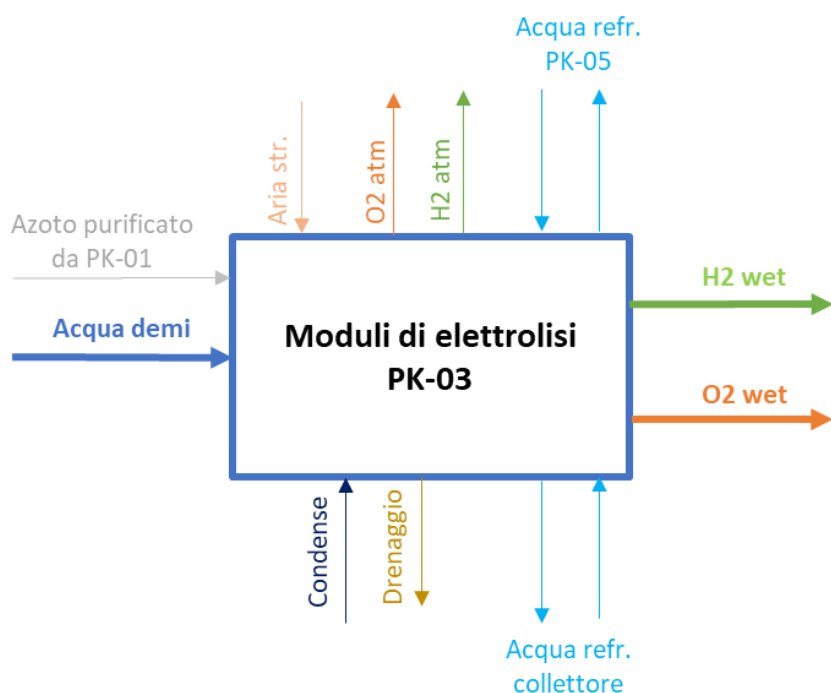 Acqua refr.
PK-05
Aria str.
O2 atm
H2 atm
Azoto purificato
da PK-01
Acqua demi
Moduli di elettrolisi
PK-03
H2 wet
O2 wet
Condense
Drenaggio
Acqua refr.
collettore